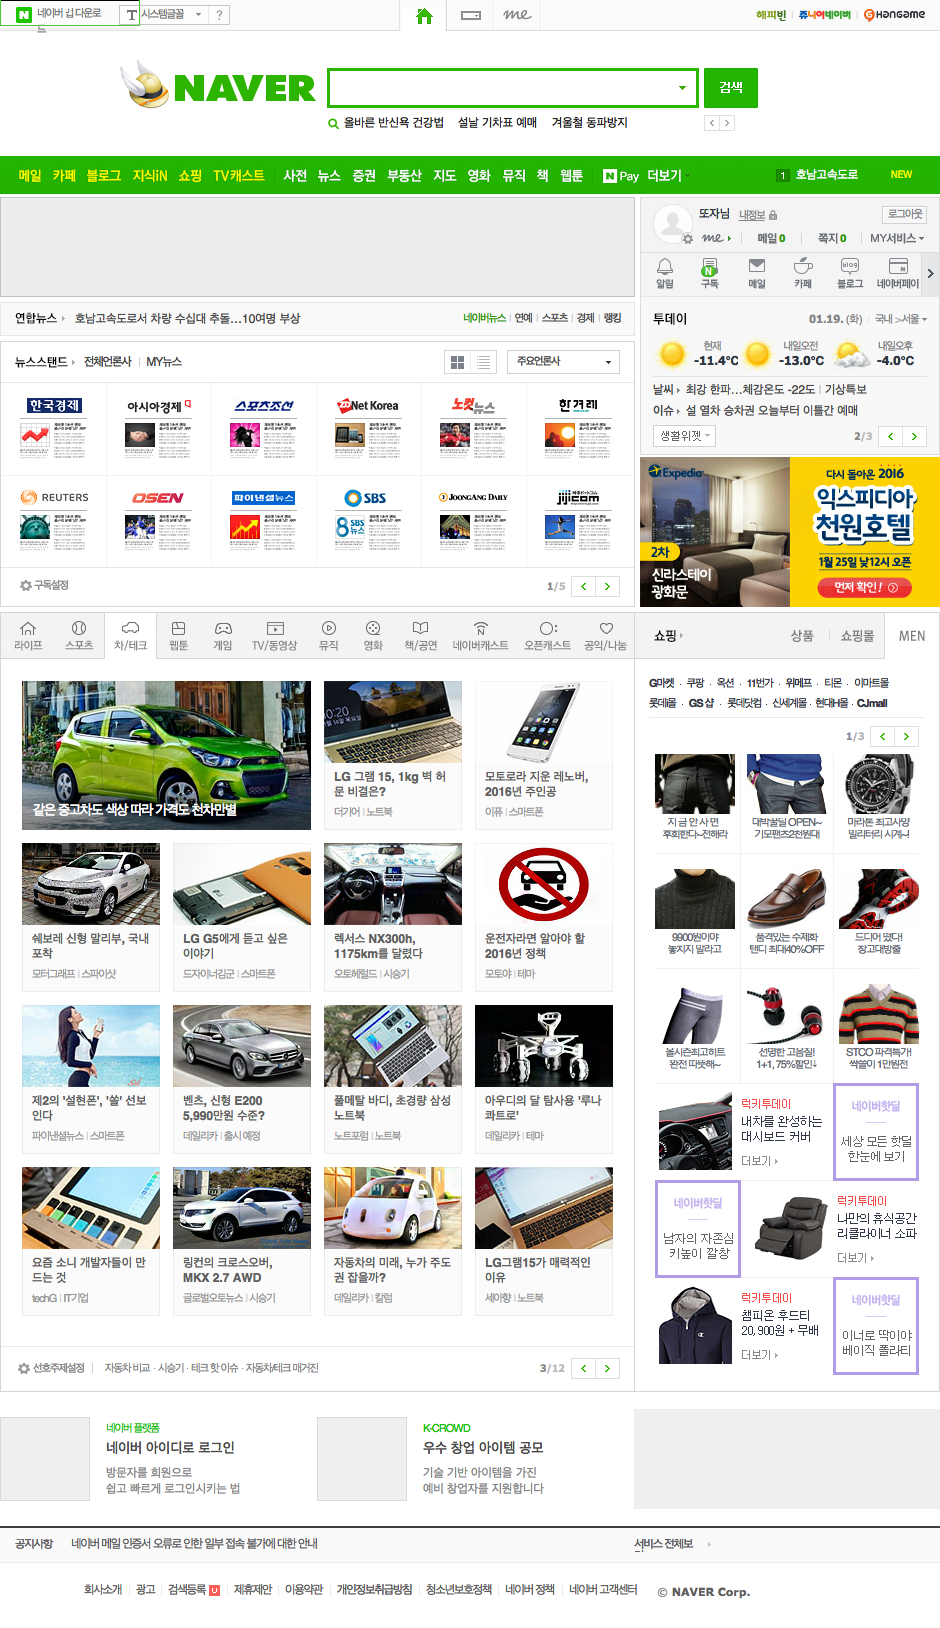 네이버 앱 다운로드
시스템글꼴
?
me
해피빈 쥬니어네이버 HANGAME
NAVER
검색
올바른 반신욕 건강법 설날 기차표 예매 겨울철 동파방지
메일 카페 블로그 지식iN 쇼핑 TV캐스트 사전 뉴스 증권 부동산 지도 영화 뮤직 책 웹툰 N Pay 더보기
1 호남고속도로 NEW
또자님 내정보 로그아웃
me 메일 0 쪽지 0 MY서비스
알림 구독 메일 카페 블로그 네이버페이
연합뉴스 호남고속도로서 차량 수십대 추돌...10여명 부상
네이버뉴스 연예 스포츠 경제 랭킹
투데이 01.19. (화) 국내 >서울
현재 -11.4°C 내일오전 -13.0°C 내일오후 -4.0°C
날씨 최강 한파...체감온도 -22도 기상특보
이슈 설 열차 승차권 오늘부터 이틀간 예매
생활위젯 2/3
뉴스스탠드 전체언론사 MY뉴스 주요언론사
한국경제 아시아경제 스포츠조선 ZDNet Korea 노컷뉴스 한겨레
REUTERS OSEN 파이낸셜뉴스 SBS JOONGANG DAILY jijicom
8 SBS 뉴스
구독설정 1/5
Expedia
2차
신라스테이
광화문
다시 돌아온 2016
익스피디아
천원호텔
1월 25일 낮12시 오픈
먼저 확인!
라이프 스포츠 차/테크 웹툰 게임 TV/동영상 뮤직 영화 책/공연 네이버캐스트 오픈캐스트 공익/나눔
같은 중고차도 색상 따라 가격도 천차만별
LG 그램 15, 1kg 벽 허문 비결은?
더기어 노트북
모토로라 지운 레노버, 2016년 주인공
이퓨 스마트폰
쉐보레 신형 말리부, 국내 포착
모터그래프 스파이샷
LG G5에게 듣고 싶은 이야기
드자이너김군 스마트폰
렉서스 NX300h, 1175km를 달렸다
오토헤럴드 시승기
운전자라면 알아야 할 2016년 정책
모토야 테마
제2의 '설현폰', '쏠' 선보인다
파이낸셜뉴스 스마트폰
벤츠, 신형 E200 5,990만원 수준?
데일리카 출시 예정
풀메탈 바디, 초경량 삼성 노트북
노트포럼 노트북
아우디의 달 탐사용 '루나 콰트로'
데일리카 테마
요즘 소니 개발자들이 만드는 것
techG IT기업
링컨의 크로스오버, MKX 2.7 AWD
글로벌오토뉴스 시승기
자동차의 미래, 누가 주도권 잡을까?
데일리카 칼럼
LG그램15가 매력적인 이유
세아향 노트북
선호주제설정 자동차 비교 · 시승기 · 테크 핫 이슈 · 자동차/테크 매거진 3/12
쇼핑 상품 쇼핑몰 MEN
G마켓 · 쿠팡 · 옥션 · 11번가 · 위메프 · 티몬 · 이마트몰
롯데i몰 · GS 샵 · 롯데닷컴 · 신세계몰 · 현대H몰 · CJmall
1/3
지 금 안 사 면
후회한다~전해라
대박꿀딜 OPEN~
기모팬츠2천원대
마라톤 최고사양
밀리터리 시계~!
9900원이야
놓치지 말라고
품격있는 수제화
탠디 최대40%OFF
드디어 떴다!
창고대방출
올시즌최고히트
완전 따뜻해~
선명한 고음질!
1+1, 75%할인↓
STCO 파격특가!
싹쓸이 1만원전
럭키투데이
내차를 완성하는
대시보드 커버
더보기
네이버핫딜
세상 모든 핫딜
한눈에 보기
네이버핫딜
남자의 자존심
키높이 깔창
럭키투데이
나만의 휴식공간
리클라이너 소파
더보기
럭키투데이
챔피온 후드티
20,900원 + 무배
더보기
네이버핫딜
이너로 딱이야
베이직 폴라티
네이버 플랫폼
네이버 아이디로 로그인
방문자를 회원으로
쉽고 빠르게 로그인시키는 법
K-CROWD
우수 창업 아이템 공모
기술 기반 아이템을 가진
예비 창업자를 지원합니다
공지사항 네이버 메일 인증서 오류로 인한 일부 접속 불가에 대한 안내
서비스 전체보기
회사소개 광고 검색등록 제휴제안 이용약관 개인정보취급방침 청소년보호정책 네이버 정책 네이버 고객센터 © NAVER Corp.